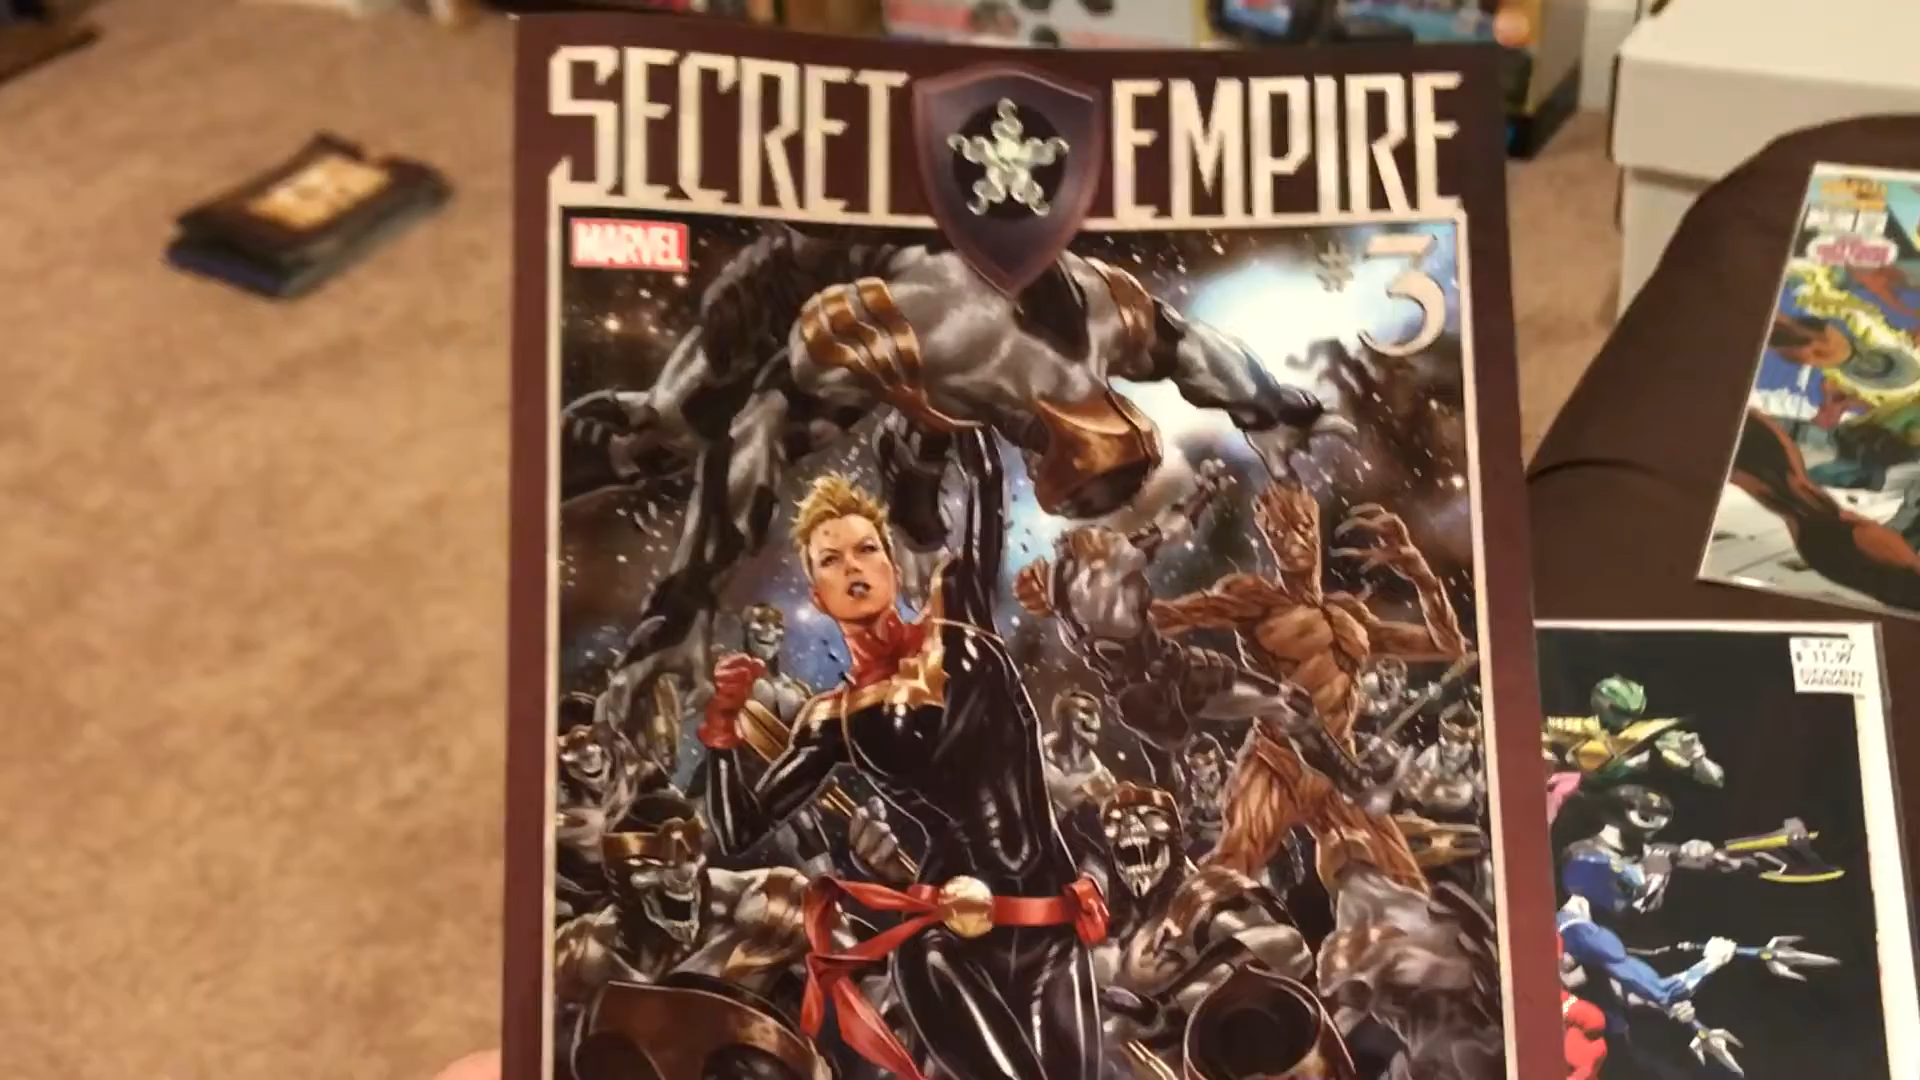 SECRET EMPIRE
MARVEL
#3
11.99
VARIANT